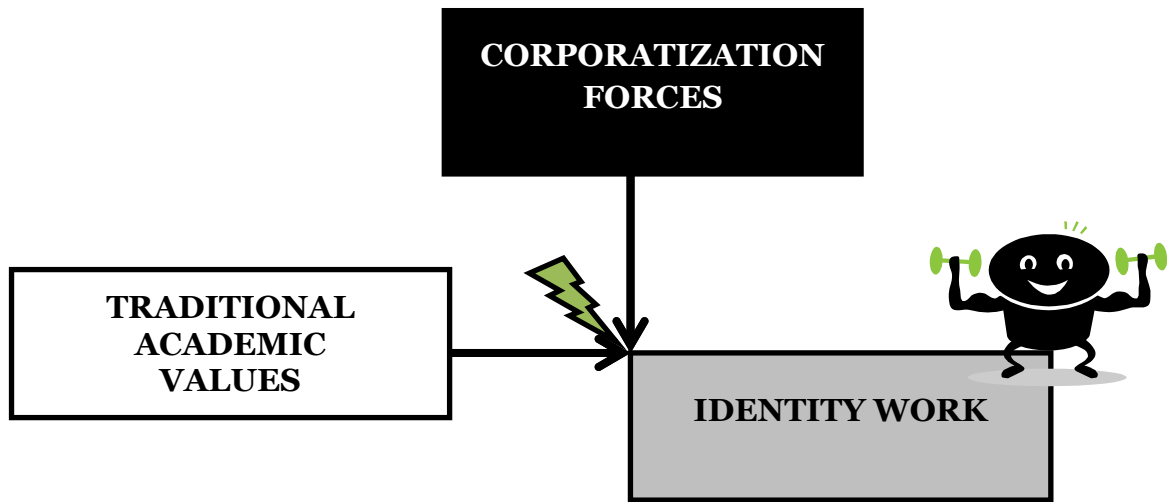 CORPORATIZATION
FORCES
TRADITIONAL
ACADEMIC
VALUES
IDENTITY WORK